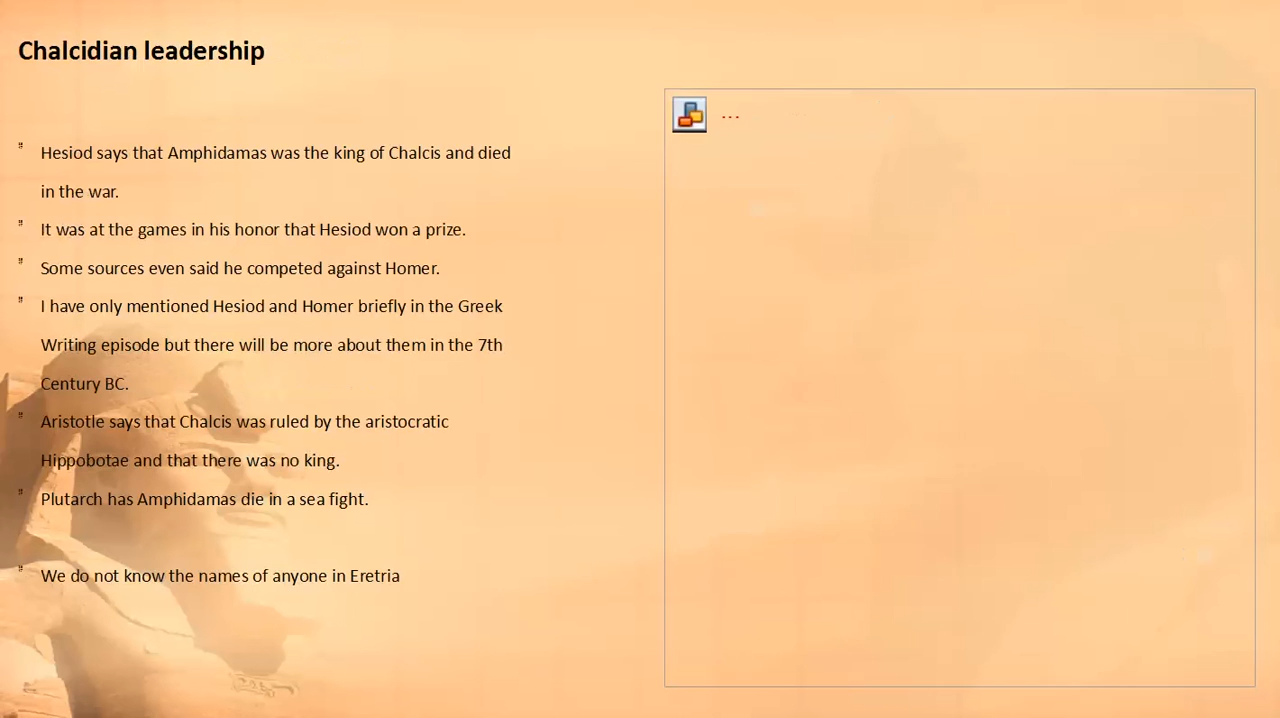 Chalcidian leadership
...
Hesiod says that Amphidamas was the king of Chalcis and died
in the war.
It was at the games in his honor that Hesiod won a prize.
Some sources even said he competed against Homer.
I have only mentioned Hesiod and Homer briefly in the Greek
Writing episode but there will be more about them in the 7th
Century BC.
Aristotle says that Chalcis was ruled by the aristocratic
Hippobotae and that there was no king.
Plutarch has Amphidamas die in a sea fight.
We do not know the names of anyone in Eretria